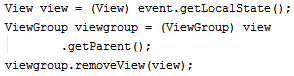 View view = (View) event.getLocalState();
ViewGroup viewgroup = (ViewGroup) view
.getParent();
viewgroup.removeView(view);